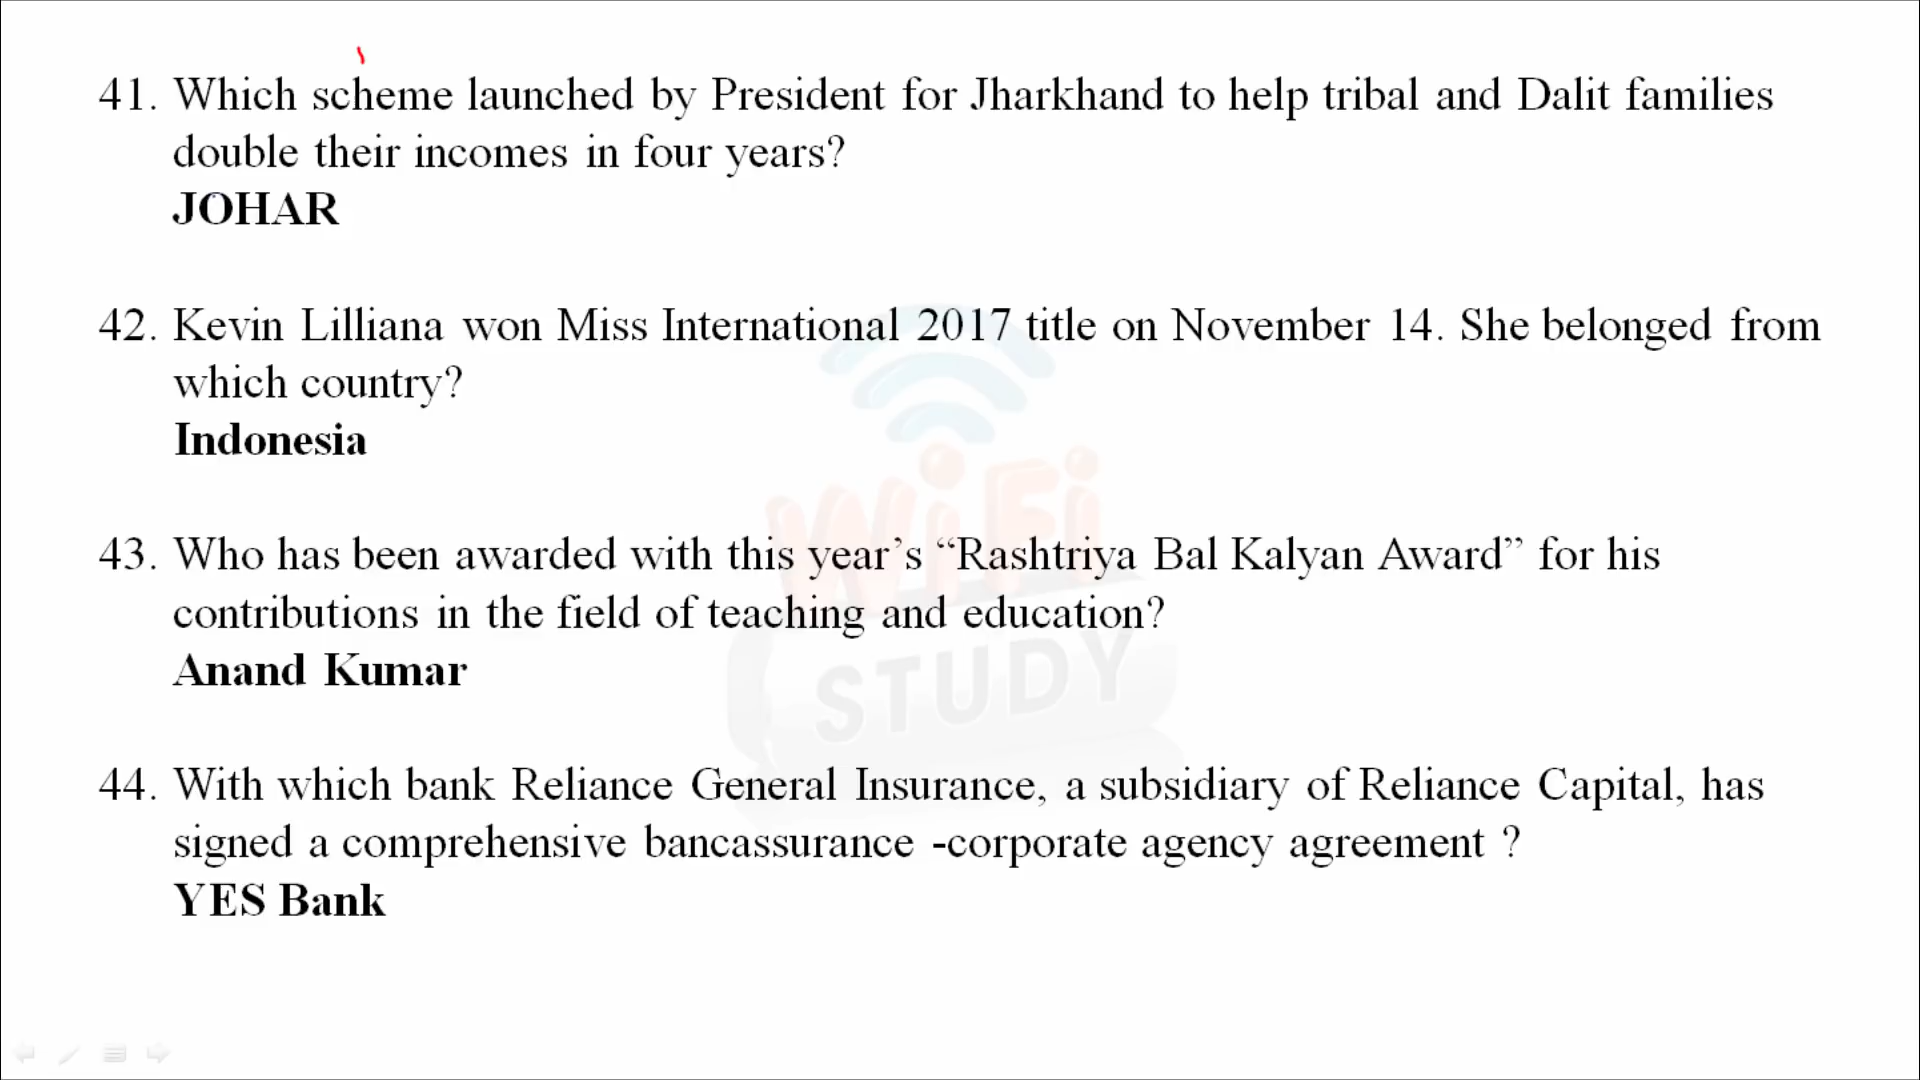 41. Which scheme launched by President for Jharkhand to help tribal and Dalit families
double their incomes in four years?
JOHAR
42. Kevin Lilliana won Miss International 2017 title on November 14. She belonged from
which country?
Indonesia
43. Who has been awarded with this year’s “Rashtriya Bal Kalyan Award” for his
contributions in the field of teaching and education?
Anand Kumar
44. With which bank Reliance General Insurance, a subsidiary of Reliance Capital, has
signed a comprehensive bancassurance -corporate agency agreement ?
YES Bank
WiFi
STUDY